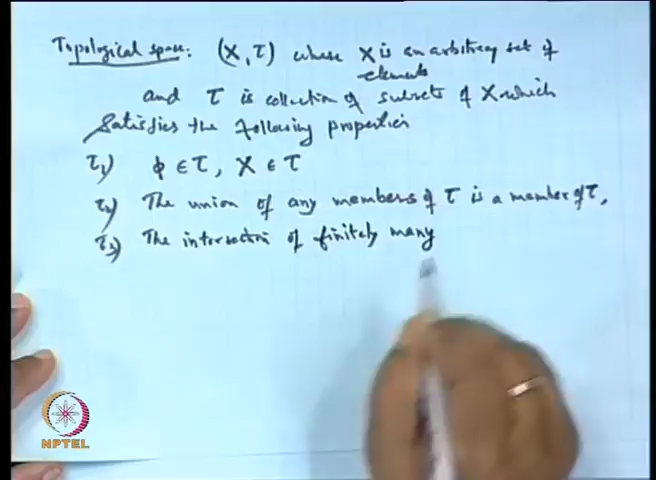 Topological space: (X, τ) where X is an arbitrary set of
elements
and τ is collection of subsets of X which
Satisfies the following properties
τ₁) ϕ ∈ τ, X ∈ τ
τ₂) The union of any members of τ is a member of τ.
τ₃) The intersection of finitely many
NPTEL